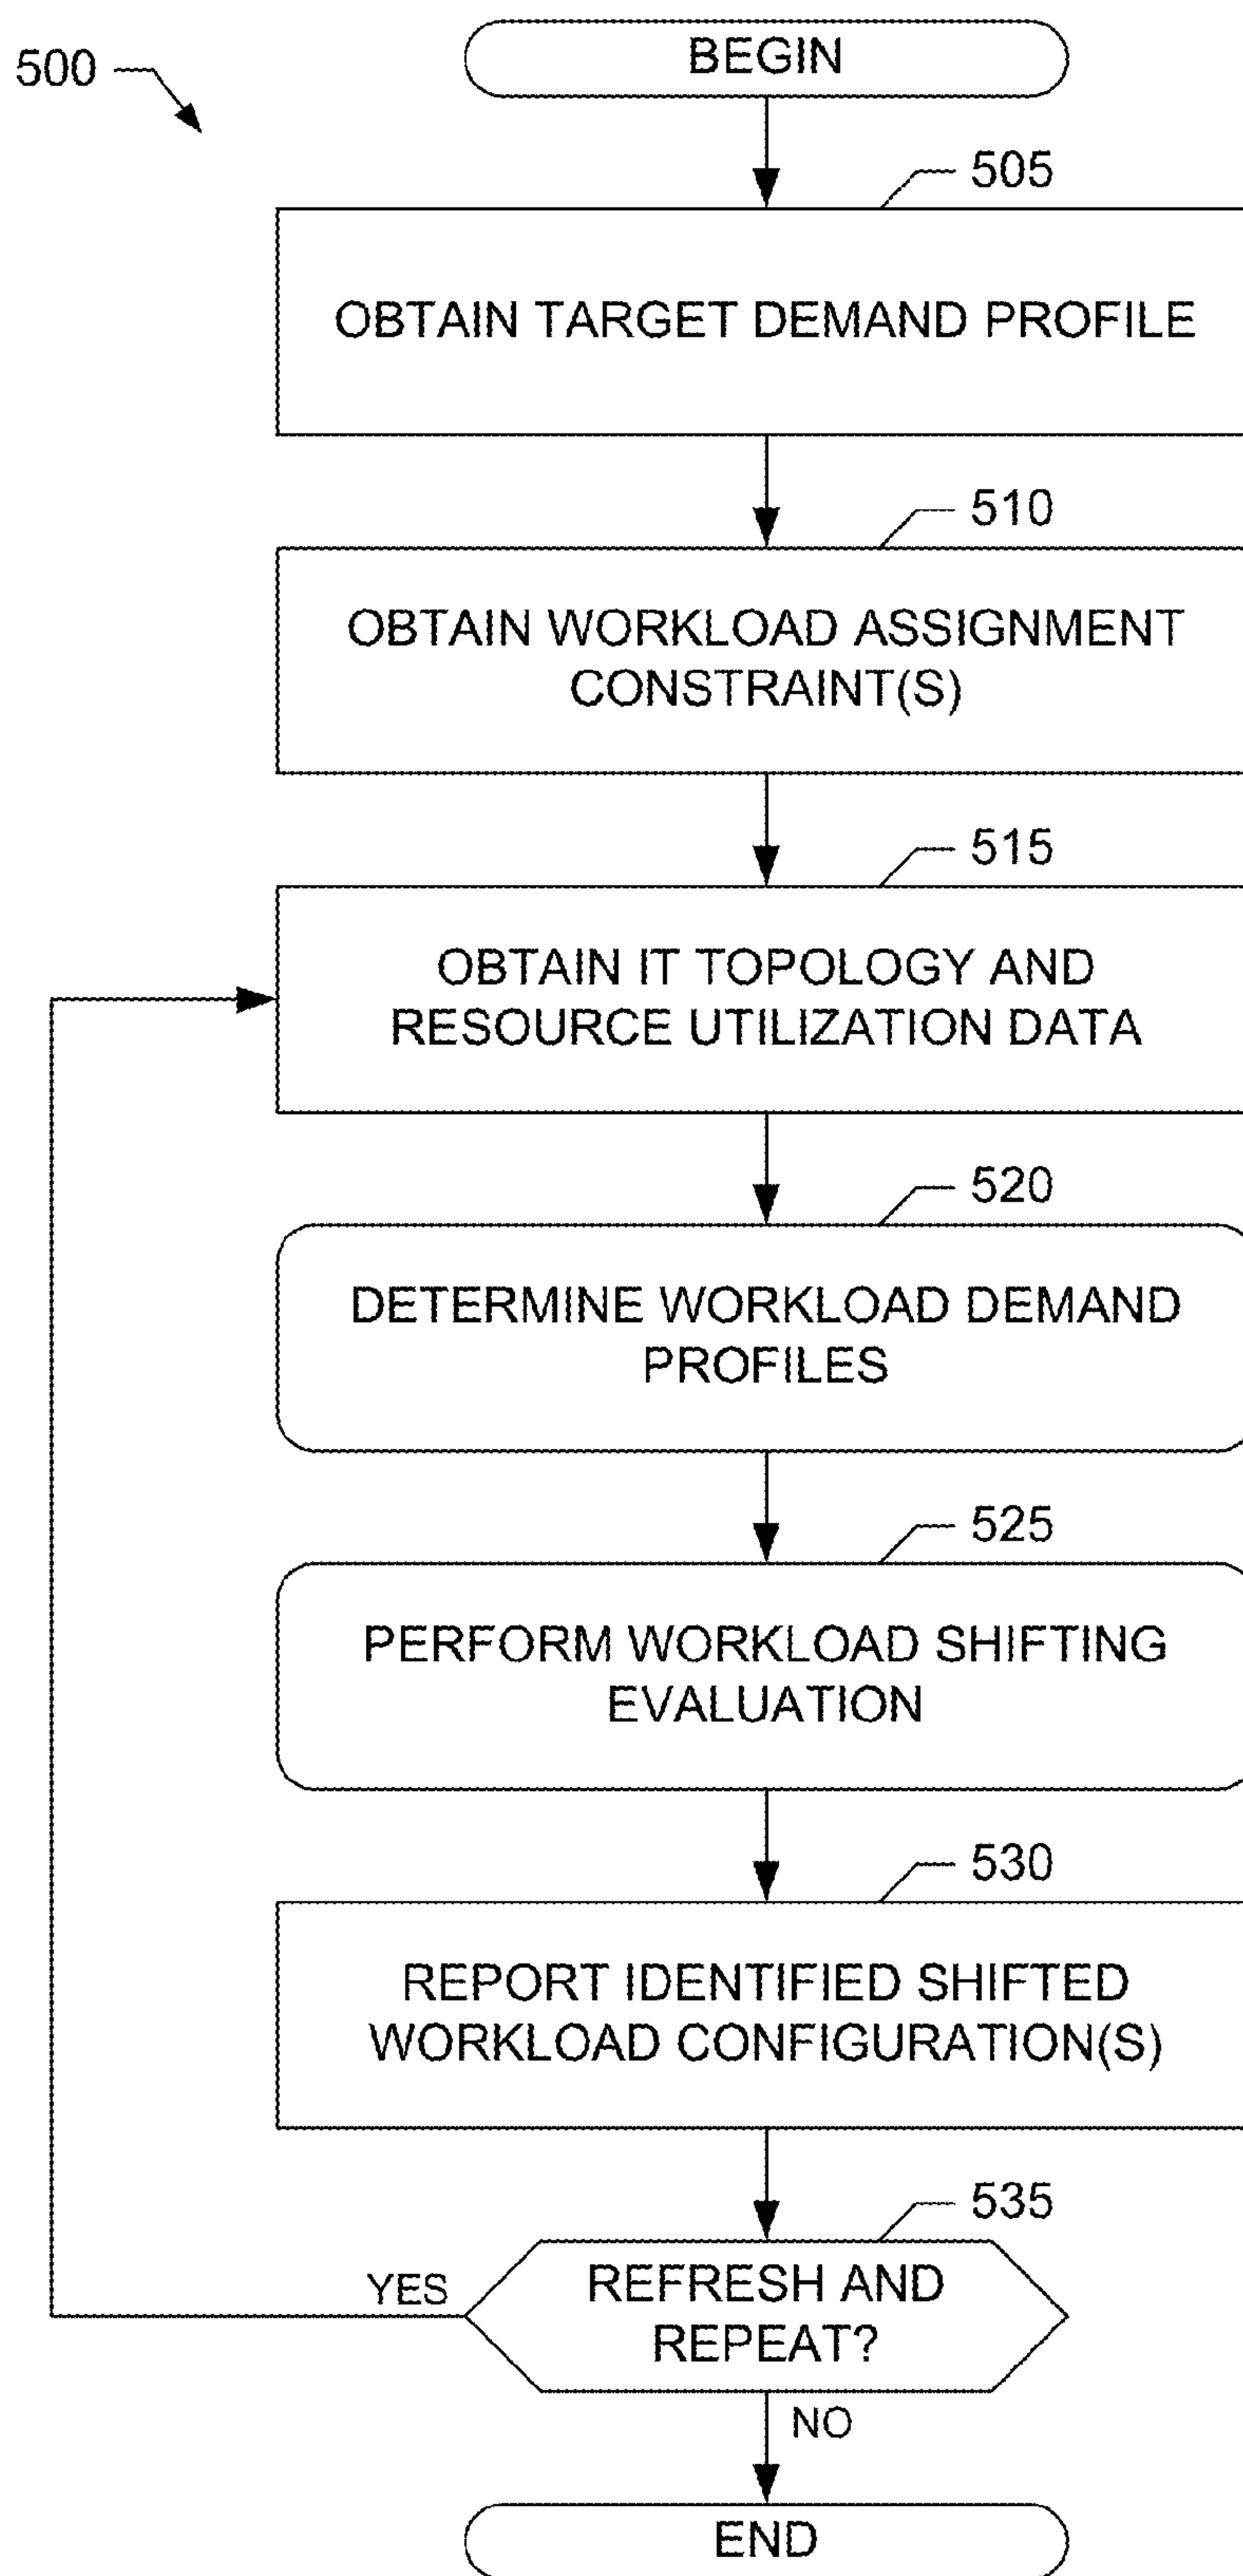 500
BEGIN
505
OBTAIN TARGET DEMAND PROFILE
510
OBTAIN WORKLOAD ASSIGNMENT
CONSTRAINT(S)
515
OBTAIN IT TOPOLOGY AND
RESOURCE UTILIZATION DATA
520
DETERMINE WORKLOAD DEMAND
PROFILES
525
PERFORM WORKLOAD SHIFTING
EVALUATION
530
REPORT IDENTIFIED SHIFTED
WORKLOAD CONFIGURATION(S)
535
YES
REFRESH AND
REPEAT?
NO
END